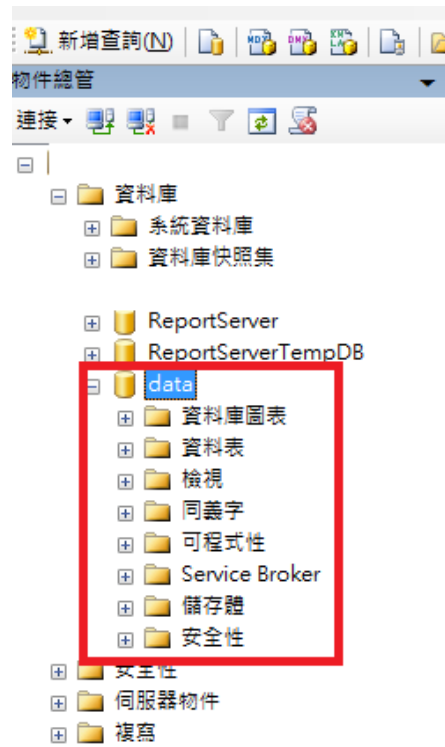 新增查詢(N)
物件總管
連接
資料庫
系統資料庫
資料庫快照集
ReportServer
ReportServerTempDB
data
資料庫圖表
資料表
檢視
同義字
可程式性
Service Broker
儲存體
安全性
安全性
伺服器物件
複寫